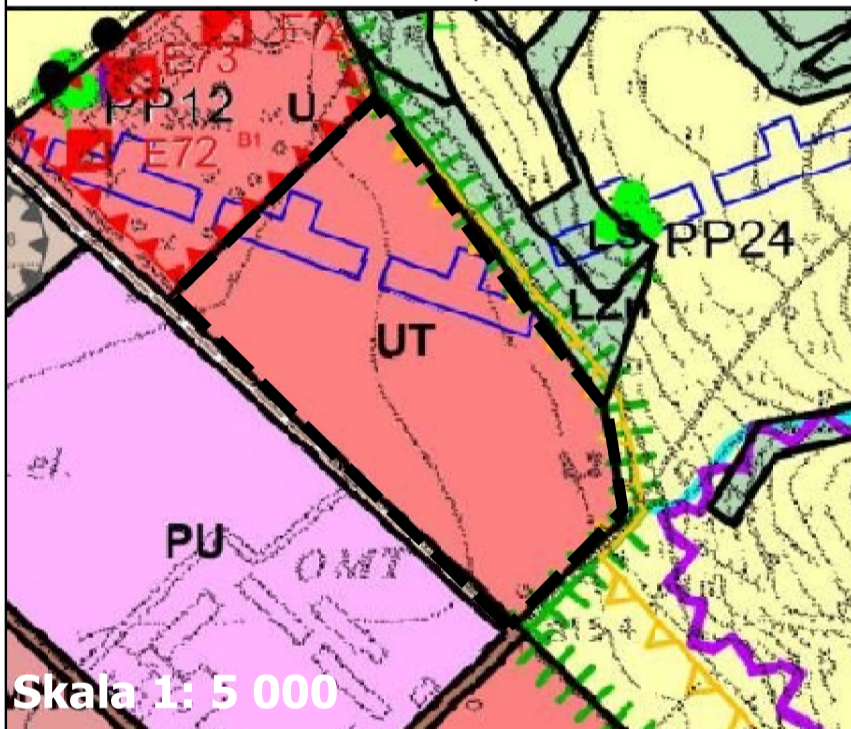 E73
PP12
U
E72
B1
LS
PP24
LZn
UT
PU
OMT
Skala 1: 5 000